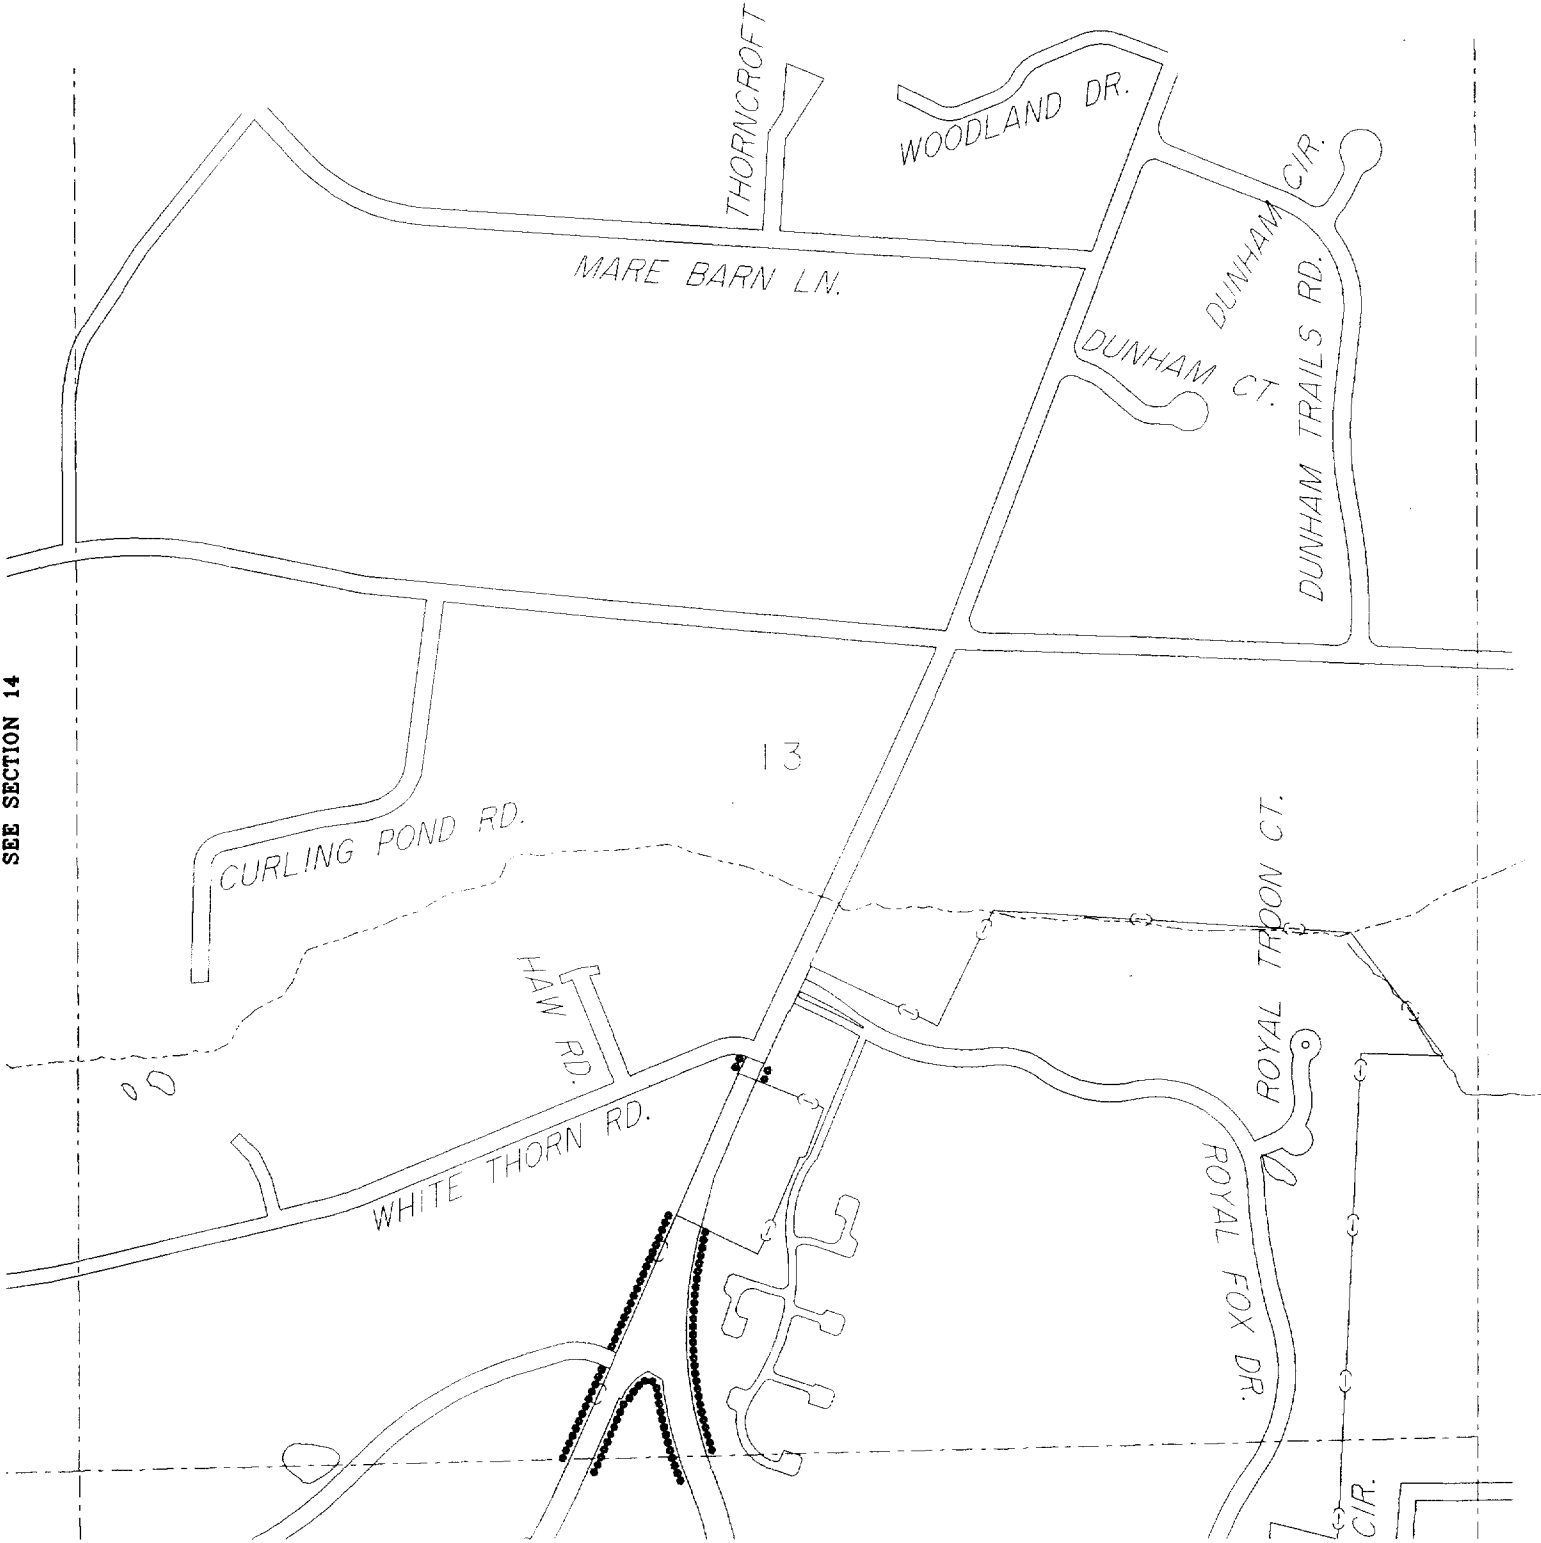 THORNCROFT
WOODLAND DR.
MARE BARN LN.
DUNHAM CIR.
DUNHAM CT.
DUNHAM TRAILS RD.
SEE SECTION 14
13
CURLING POND RD.
HAW RD.
WHITE THORN RD.
ROYAL TROON CT.
ROYAL FOX DR.
CIR.